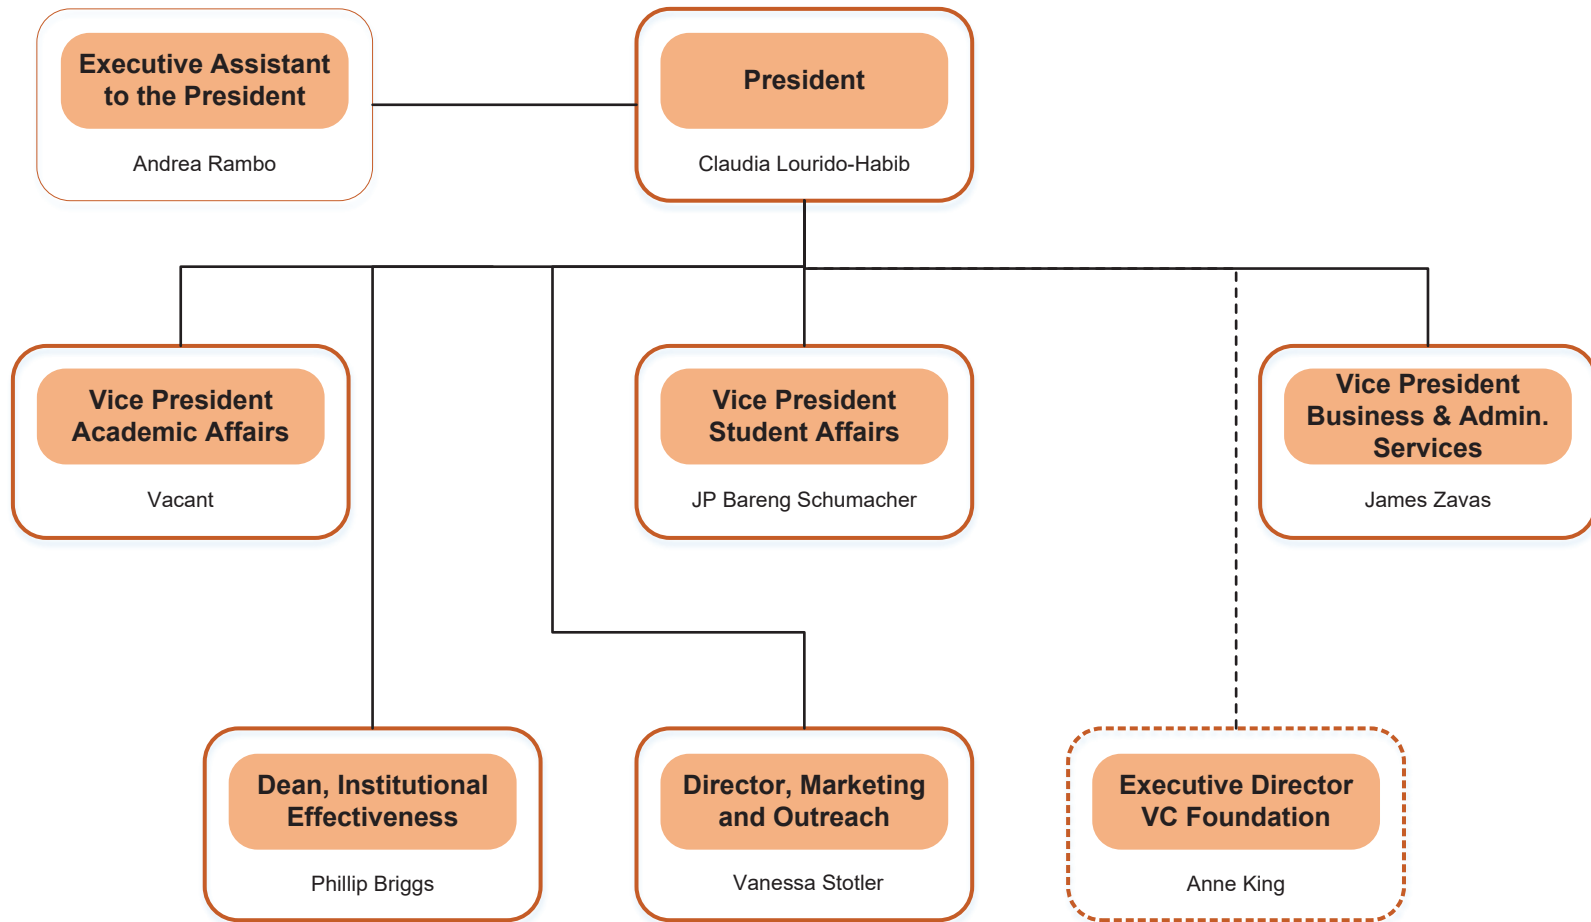 Executive Assistant
to the President
Andrea Rambo
President
Claudia Lourido-Habib
Vice President
Academic Affairs
Vacant
Vice President
Student Affairs
JP Bareng Schumacher
Vice President
Business & Admin.
Services
James Zavas
Dean, Institutional
Effectiveness
Phillip Briggs
Director, Marketing
and Outreach
Vanessa Stotler
Executive Director
VC Foundation
Anne King